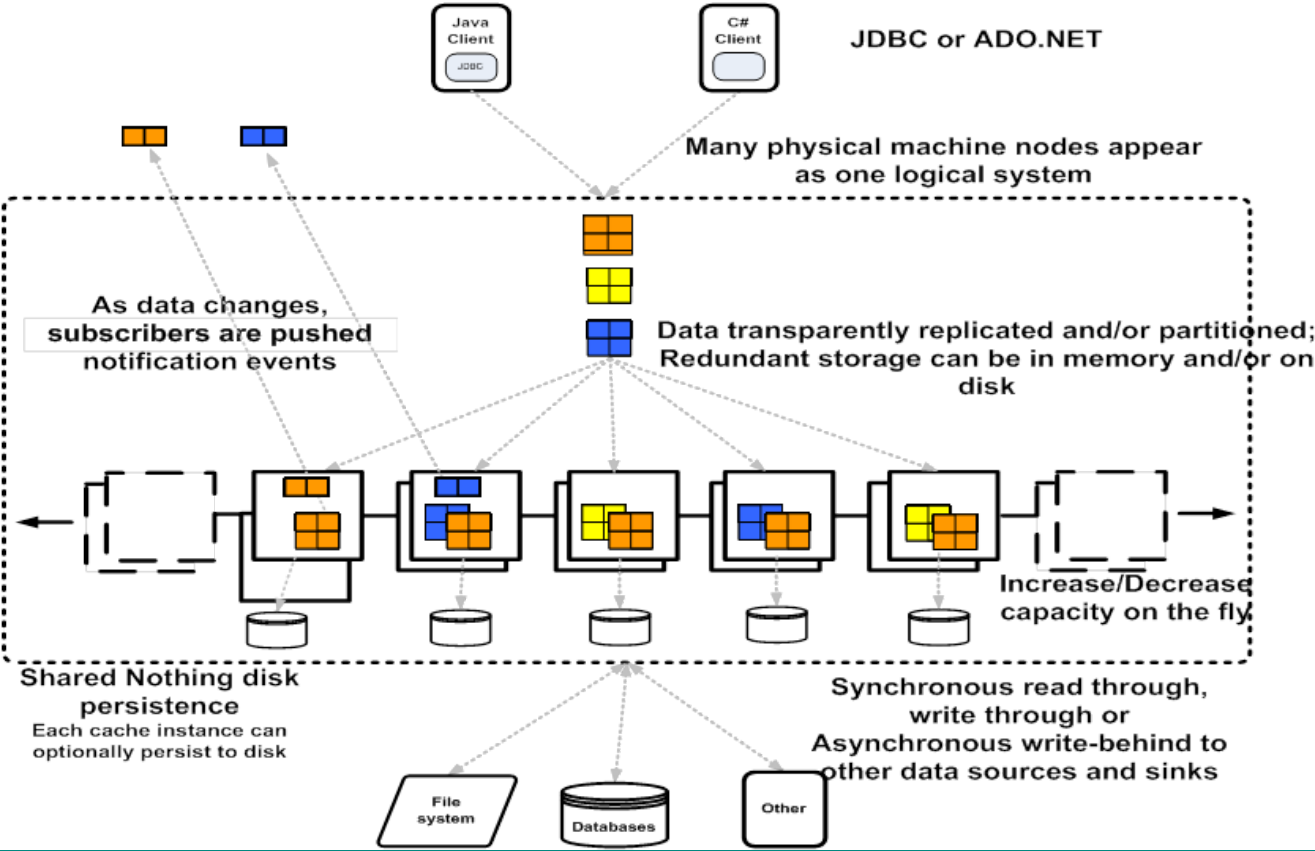 Java
Client
JDBC
C#
Client
JDBC or ADO.NET
Many physical machine nodes appear
as one logical system
As data changes,
subscribers are pushed
notification events
Data transparently replicated and/or partitioned;
Redundant storage can be in memory and/or on
disk
Increase/Decrease
capacity on the fly
Shared Nothing disk
persistence
Each cache instance can
optionally persist to disk
Synchronous read through,
write through or
Asynchronous write-behind to
other data sources and sinks
File
system
Databases
Other